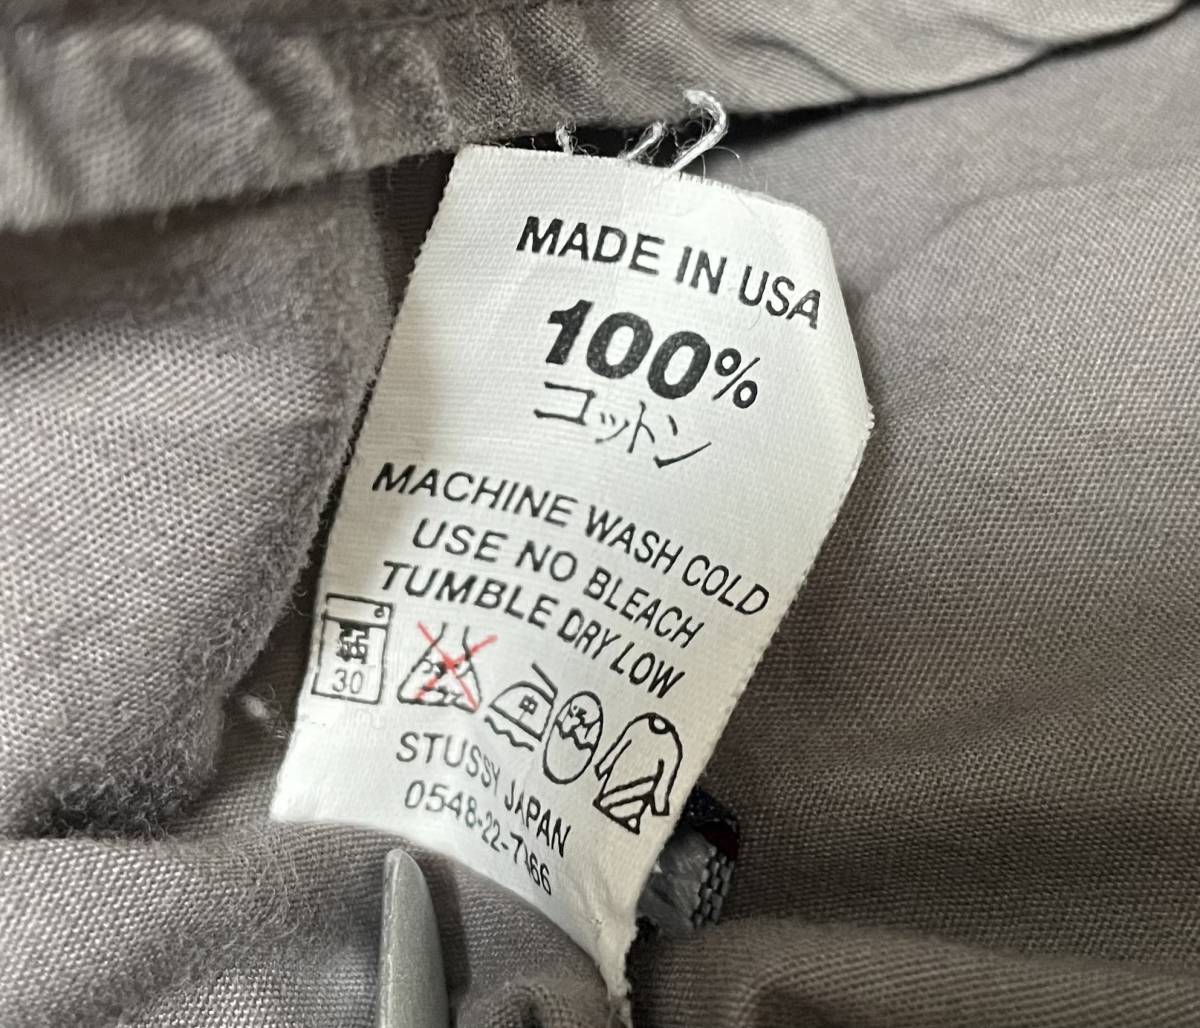 MADE IN USA
100%
コットン
MACHINE WASH COLD
USE NO BLEACH
TUMBLE DRY LOW
30
中
STUSSY JAPAN
0548-22-7366